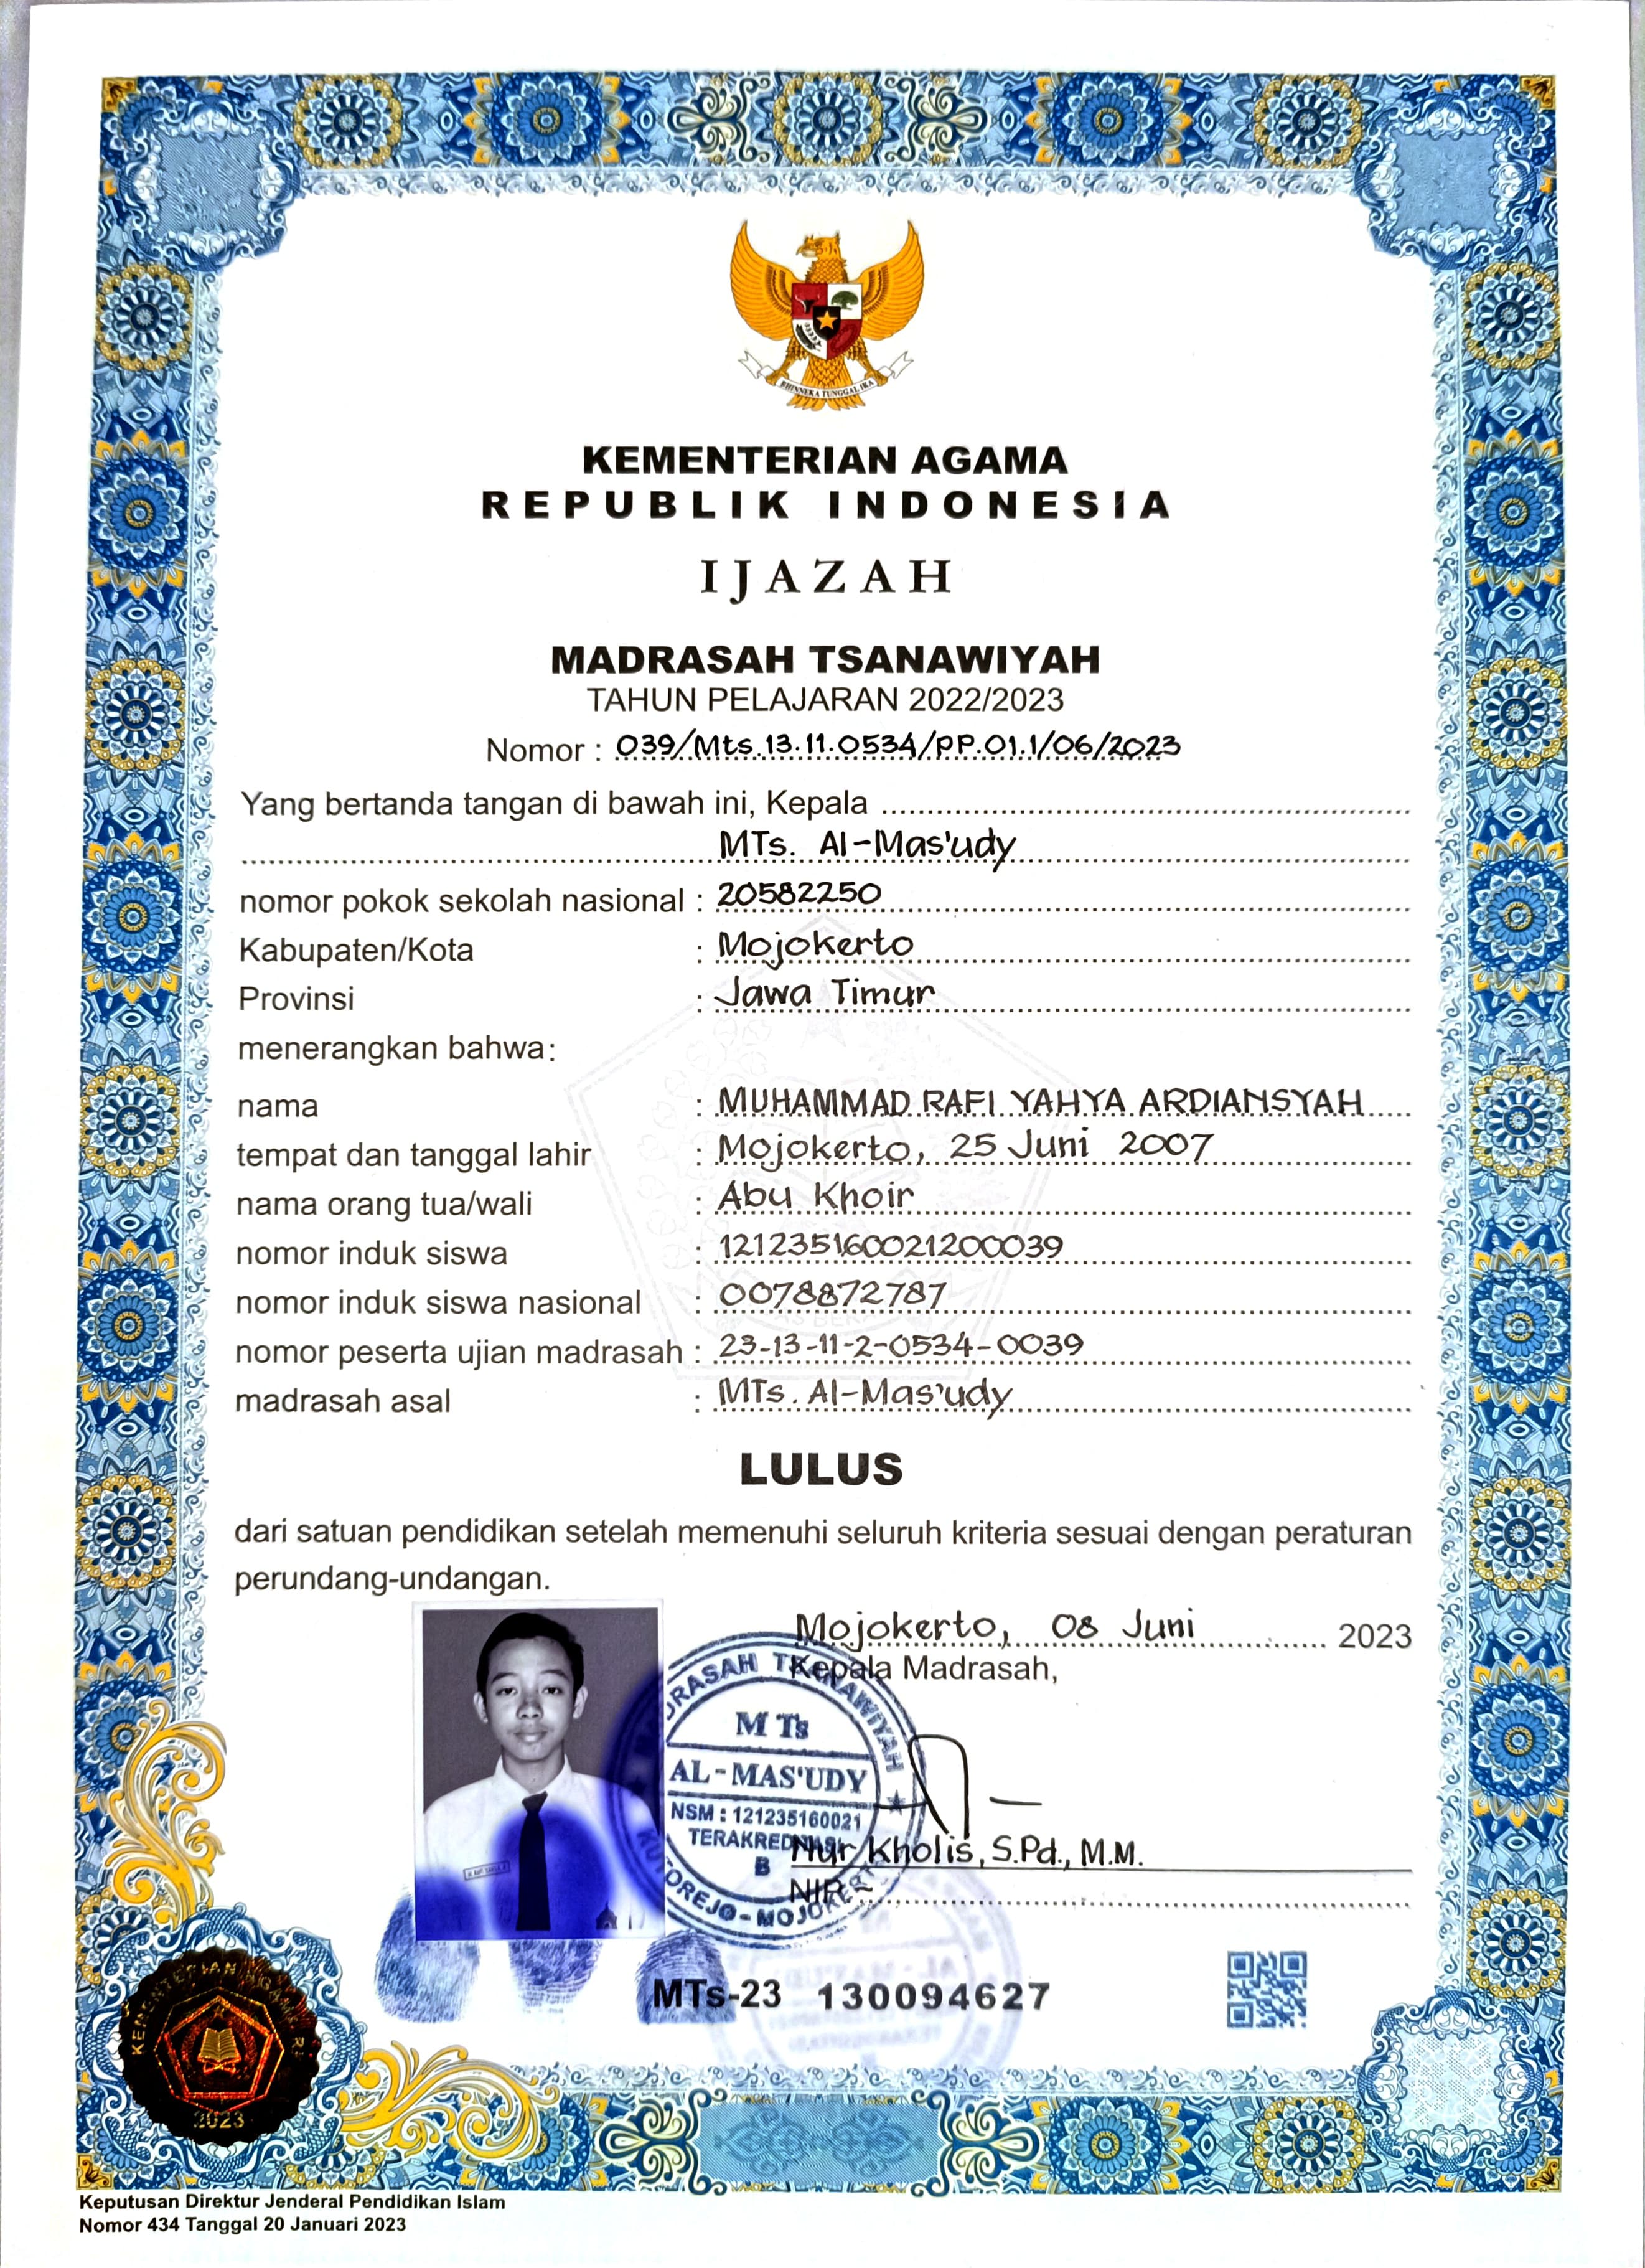 BHINNEKA TUNGGAL IKA
KEMENTERIAN AGAMA
REPUBLIK INDONESIA
IJAZAH
MADRASAH TSANAWIYAH
TAHUN PELAJARAN 2022/2023
Nomor : 039/Mts.13.11.0534/PP.01.1/06/2023
Yang bertanda tangan di bawah ini, Kepala
MTs. Al-Mas'udy
nomor pokok sekolah nasional : 20582250
Kabupaten/Kota : Mojokerto
Provinsi : Jawa Timur
menerangkan bahwa:
nama : MUHAMMAD RAFI YAHYA ARDIANSYAH
tempat dan tanggal lahir : Mojokerto, 25 Juni 2007
nama orang tua/wali : Abu Khoir
nomor induk siswa : 121235160021200039
nomor induk siswa nasional : 0078872787
nomor peserta ujian madrasah : 23-13-11-2-0534-0039
madrasah asal : MTs. Al-Mas'udy
LULUS
dari satuan pendidikan setelah memenuhi seluruh kriteria sesuai dengan peraturan
perundang-undangan.
Mojokerto, 08 Juni 2023
Kepala Madrasah,
M Ts
AL-MAS'UDY
NSM : 121235160021
B
KUTOREJO - MOJOKERTO
Nur Kholis, S.Pd., M.M.
NIP. -
MTs-23 130094627
KEMENTERIAN AGAMA RI
2023
Keputusan Direktur Jenderal Pendidikan Islam
Nomor 434 Tanggal 20 Januari 2023